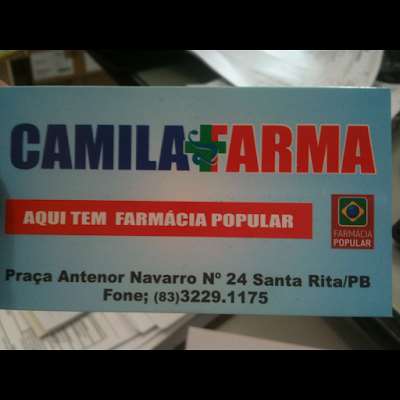 CAMILA FARMA
AQUI TEM FARMÁCIA POPULAR
FARMÁCIA
POPULAR
Praça Antenor Navarro Nº 24 Santa Rita/PB
Fone; (83)3229.1175